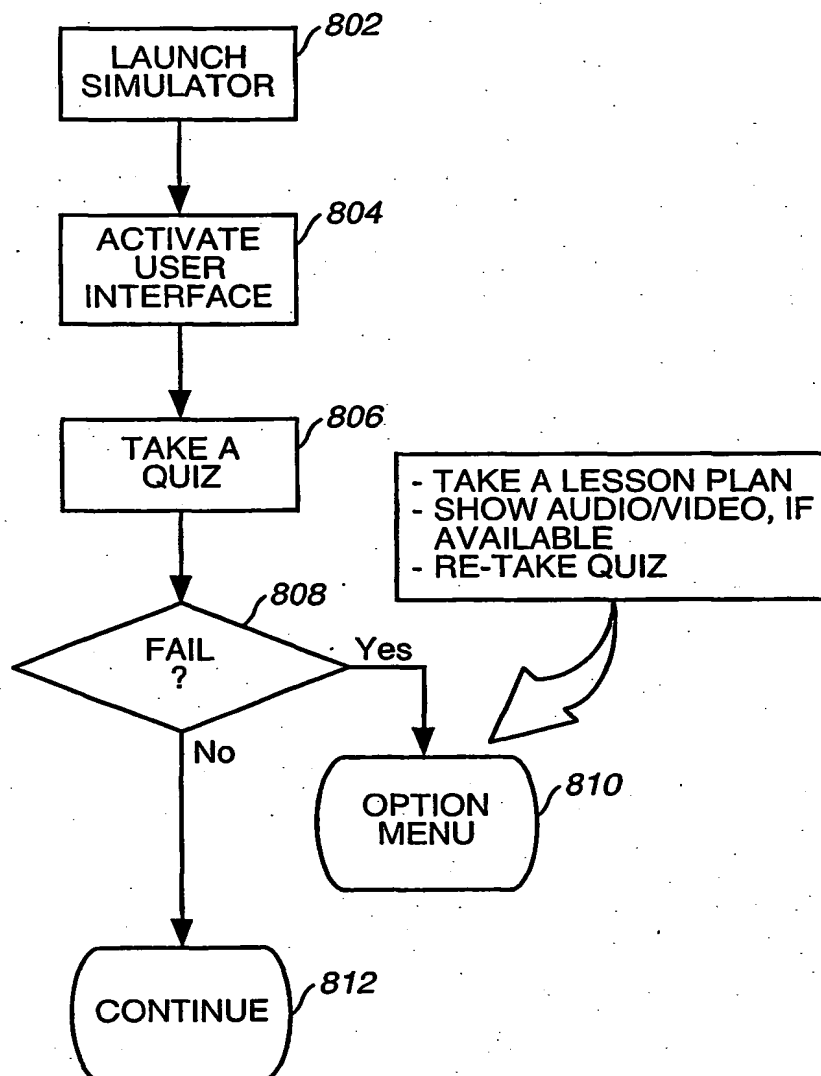 802
LAUNCH
SIMULATOR
804
ACTIVATE
USER
INTERFACE
806
TAKE A
QUIZ
- TAKE A LESSON PLAN
- SHOW AUDIO/VIDEO, IF
AVAILABLE
- RE-TAKE QUIZ
808
FAIL
?
Yes
No
OPTION
MENU
810
CONTINUE
812